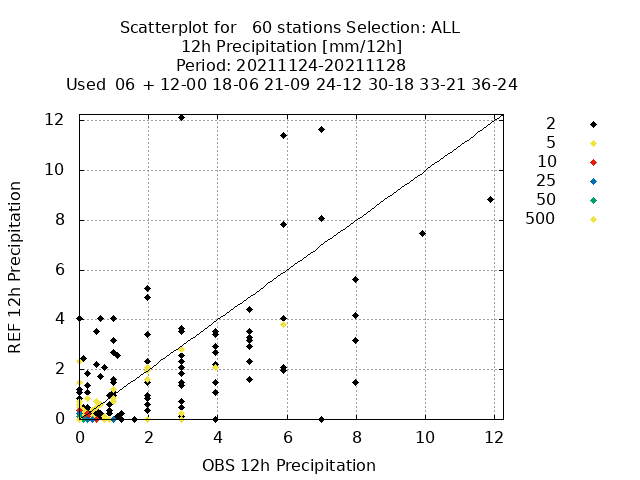 Scatterplot for   60 stations Selection: ALL
12h Precipitation [mm/12h]
Period: 20211124-20211128
Used  06  + 12-00 18-06 21-09 24-12 30-18 33-21 36-24
12
10
8
6
4
2
0
0 2 4 6 8 10 12
REF 12h Precipitation
OBS 12h Precipitation
2
5
10
25
50
500